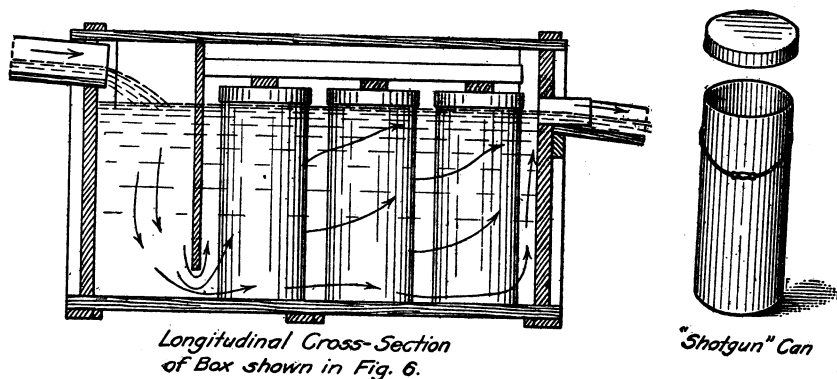 Longitudinal Cross-Section
of Box shown in Fig. 6.
"Shotgun" Can